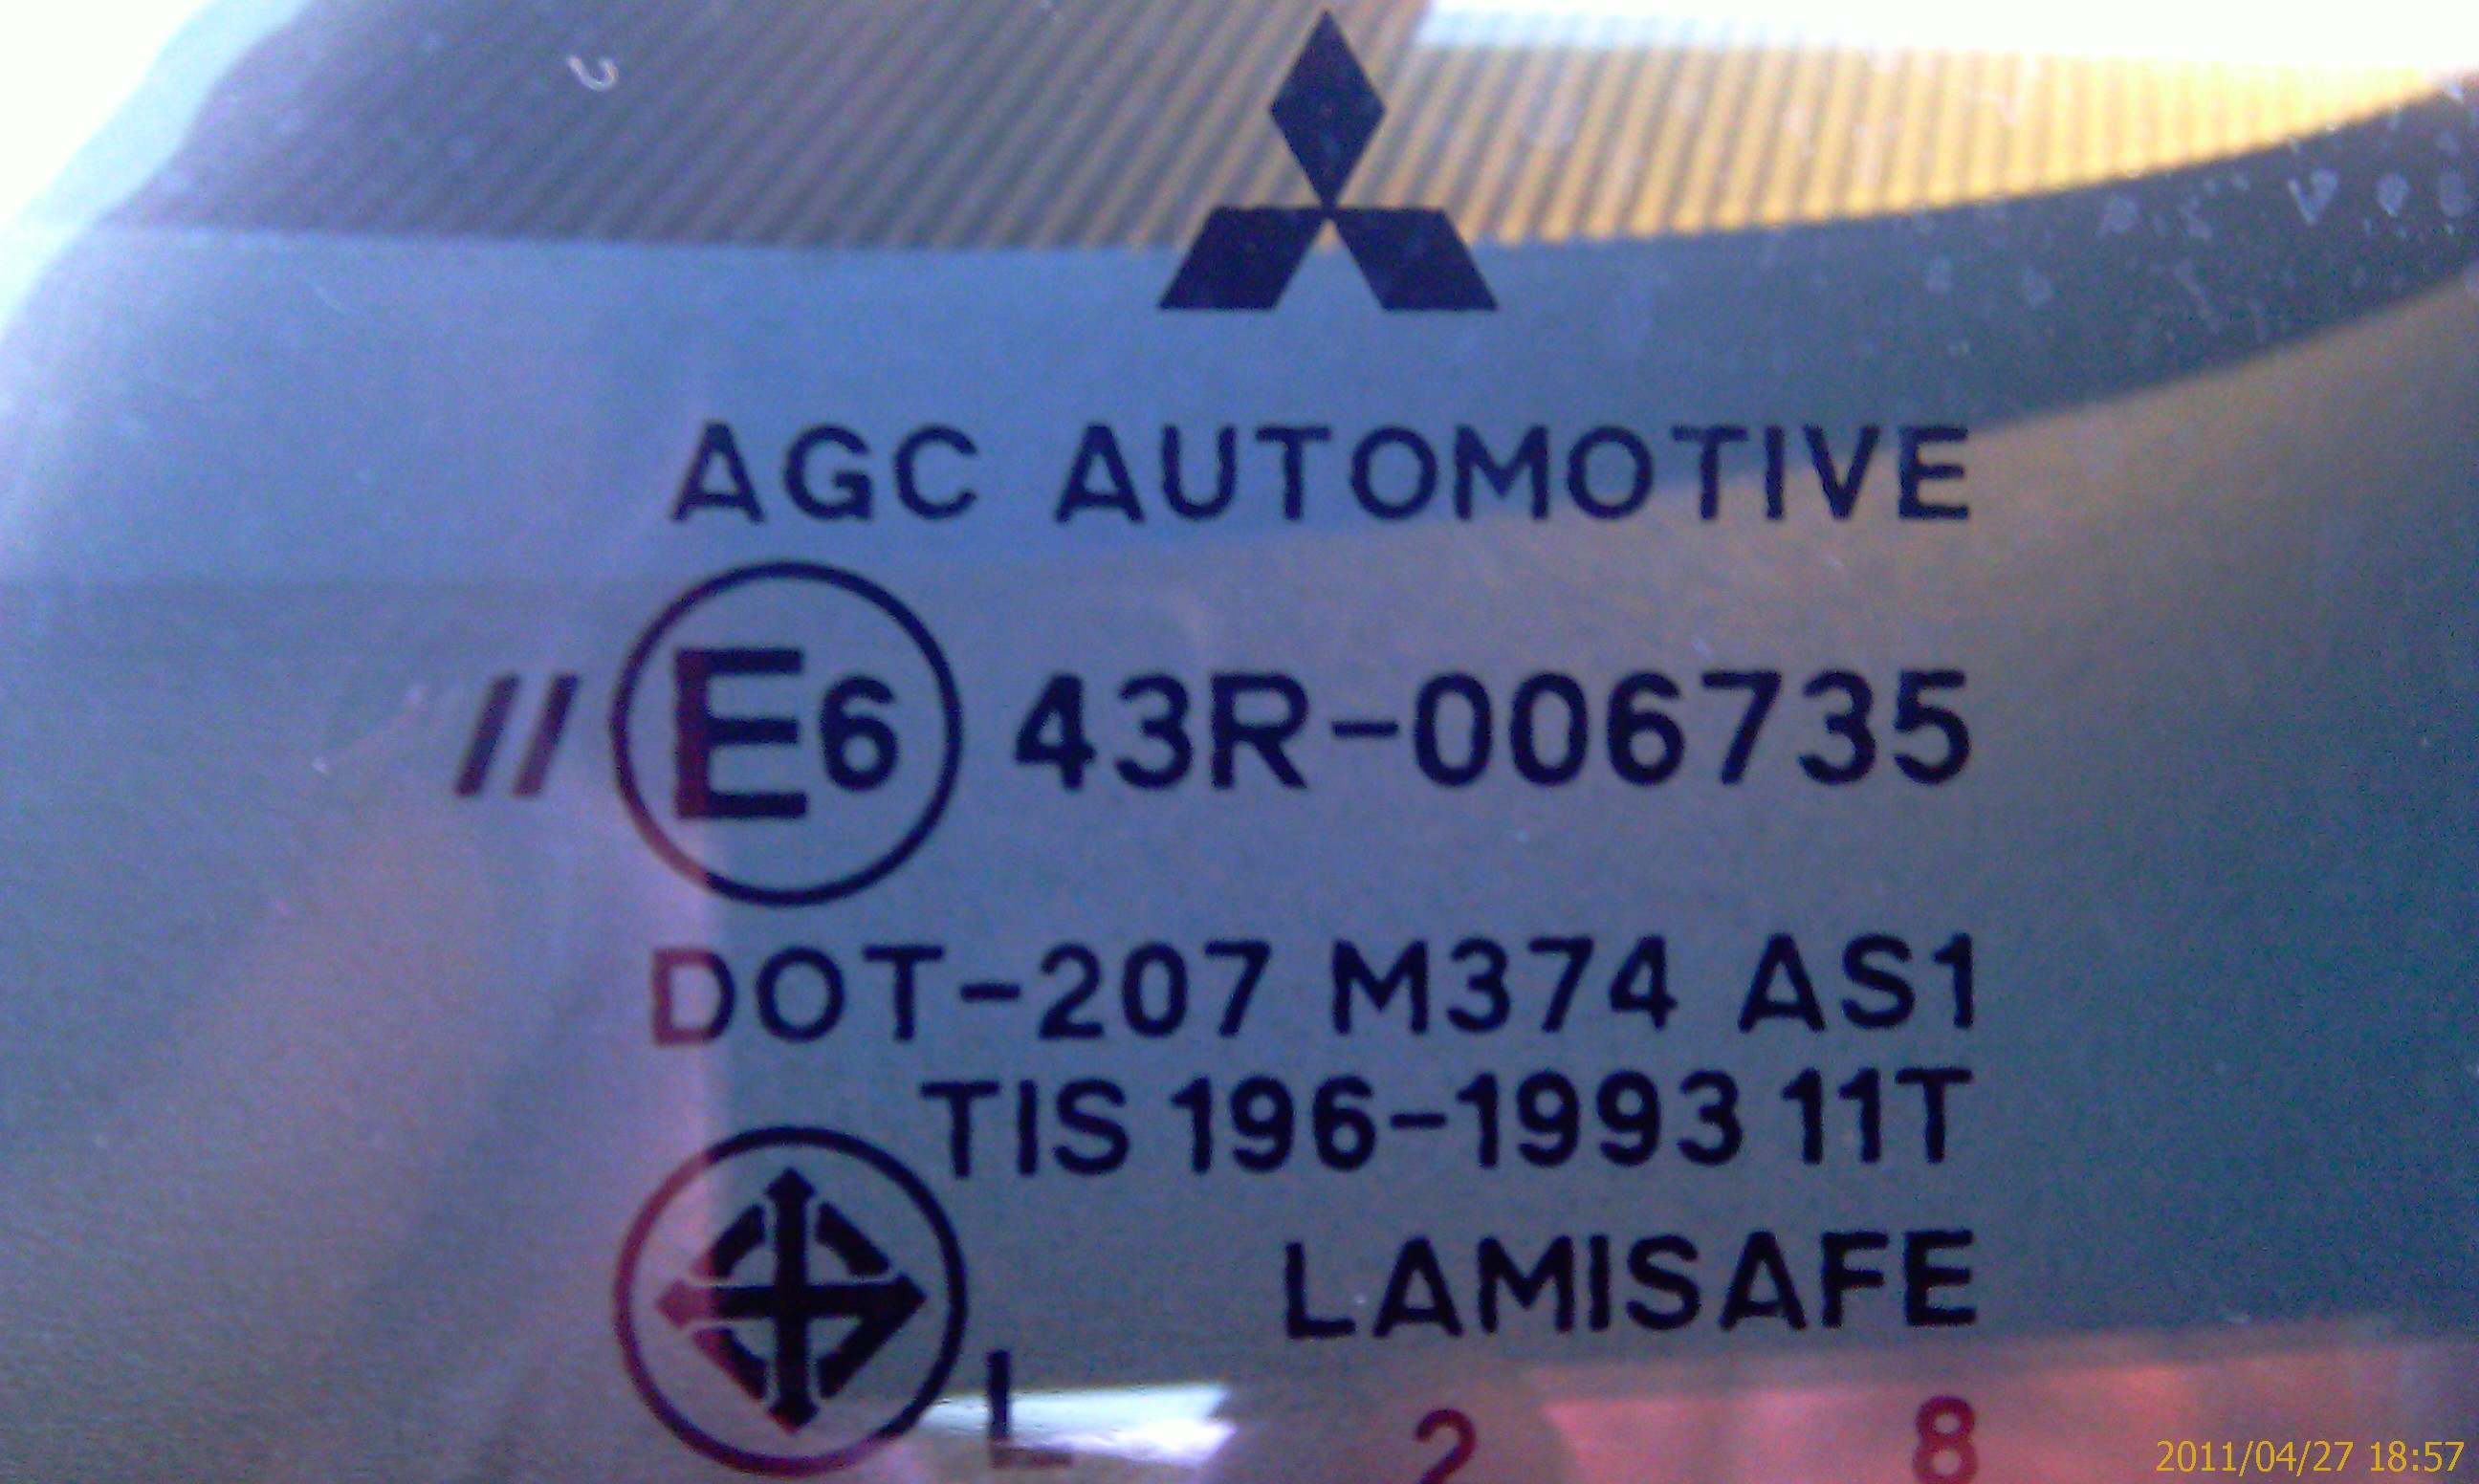 AGC AUTOMOTIVE
// E6 43R-006735
DOT-207 M374 AS1
TIS 196-1993 11T
LAMISAFE
L 2 8
2011/04/27 18:57